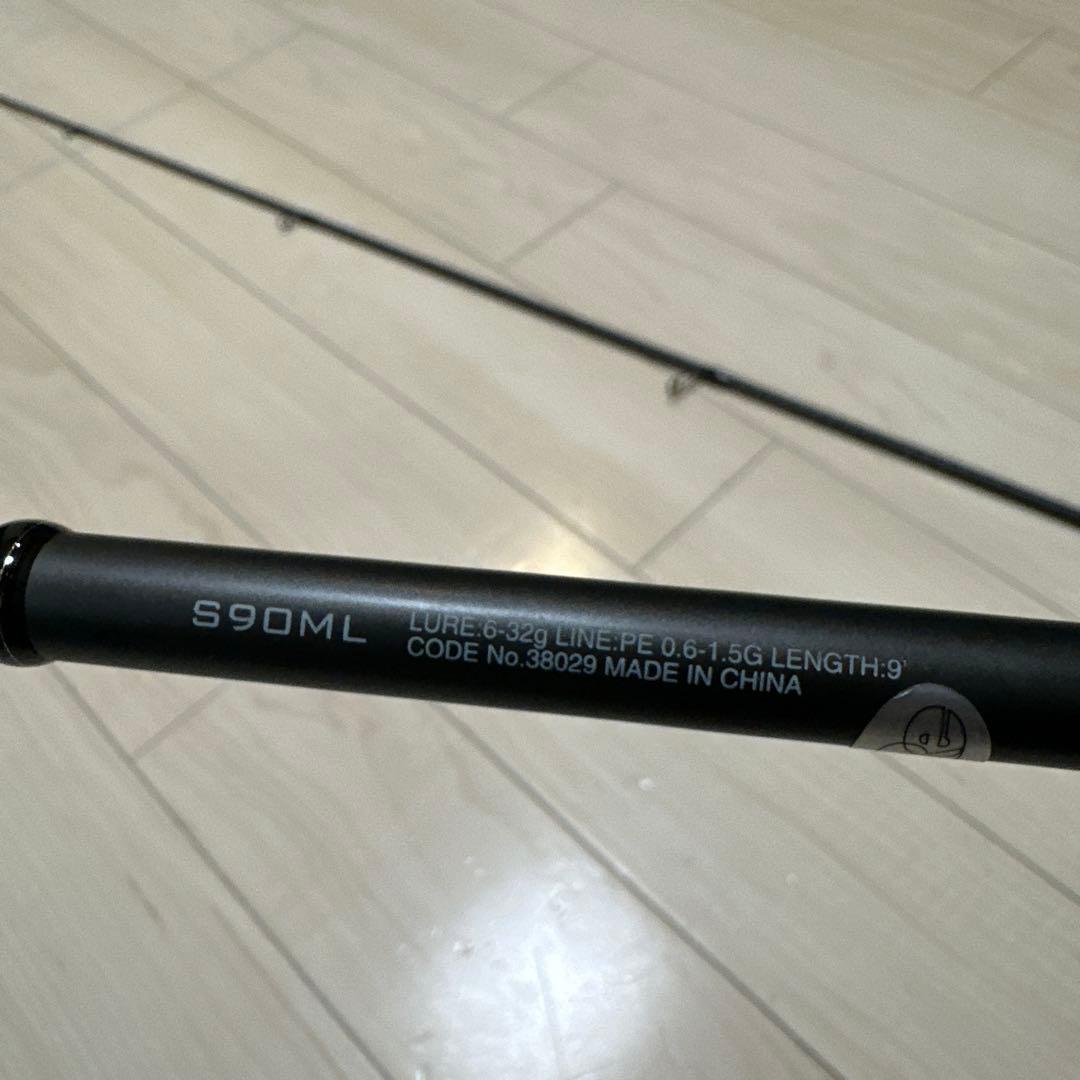 S90ML
LURE:6-32g LINE:PE 0.6-1.5G LENGTH:9'
CODE No.38029 MADE IN CHINA